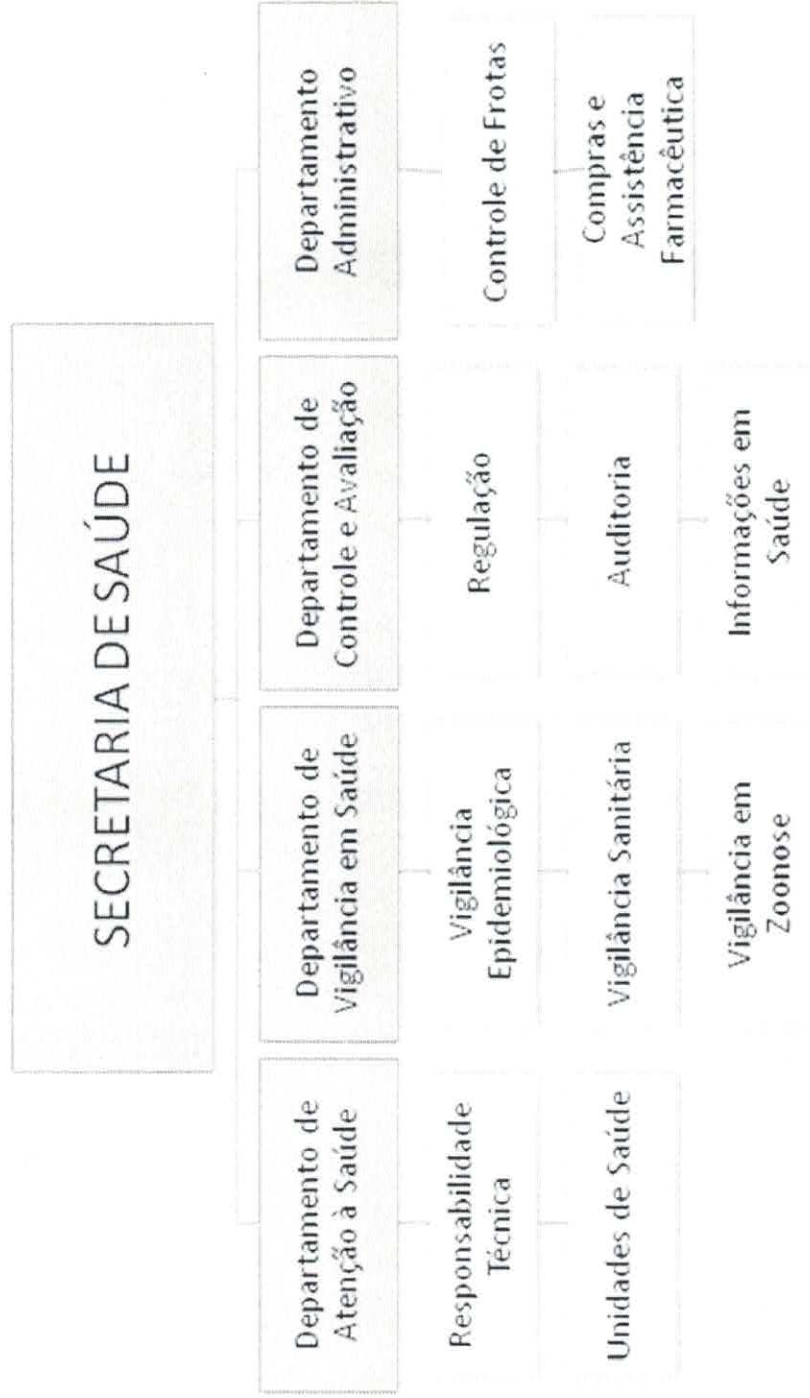 SECRETARIA DE SAÚDE
Departamento de
Atenção à Saúde
Responsabilidade
Técnica
Unidades de Saúde
Departamento de
Vigilância em Saúde
Vigilância
Epidemiológica
Vigilância Sanitária
Vigilância em
Zoonose
Departamento de
Controle e Avaliação
Regulação
Auditoria
Informações em
Saúde
Departamento
Administrativo
Controle de Frotas
Compras e
Assistência
Farmacêutica